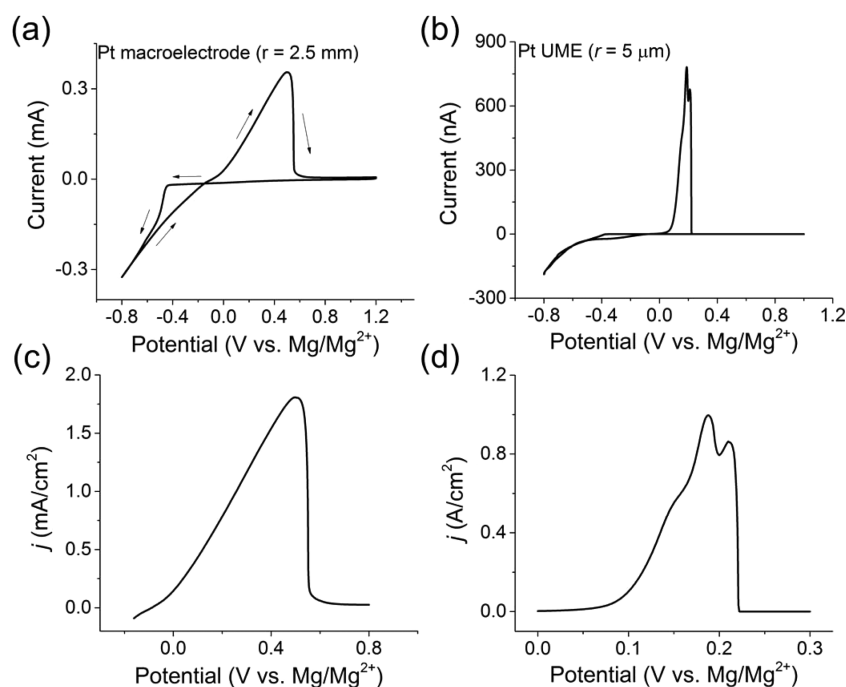 (a)
Pt macroelectrode (r = 2.5 mm)
Current (mA)
0.3
0.0
-0.3
-0.8 -0.4 0.0 0.4 0.8 1.2
Potential (V vs. Mg/Mg²⁺)
(b)
Pt UME (r = 5 μm)
Current (nA)
900
600
300
0
-300
-0.8 -0.4 0.0 0.4 0.8 1.2
Potential (V vs. Mg/Mg²⁺)
(c)
j (mA/cm²)
2.0
1.5
1.0
0.5
0.0
0.0 0.4 0.8
Potential (V vs. Mg/Mg²⁺)
(d)
j (A/cm²)
1.2
0.8
0.4
0.0
0.0 0.1 0.2 0.3
Potential (V vs. Mg/Mg²⁺)